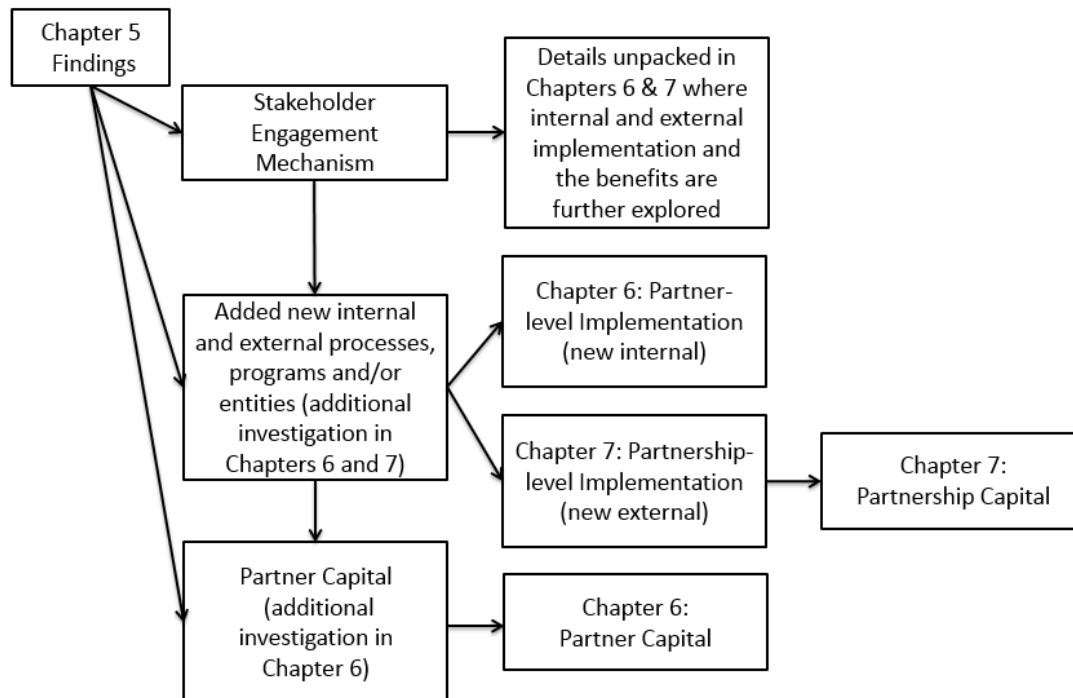 Chapter 5
Findings
Stakeholder
Engagement
Mechanism
Details unpacked in
Chapters 6 & 7 where
internal and external
implementation and
the benefits are
further explored
Added new internal
and external processes,
programs and/or
entities (additional
investigation in
Chapters 6 and 7)
Chapter 6: Partner-
level Implementation
(new internal)
Chapter 7: Partnership-
level Implementation
(new external)
Chapter 7:
Partnership Capital
Partner Capital
(additional
investigation in
Chapter 6)
Chapter 6:
Partner Capital